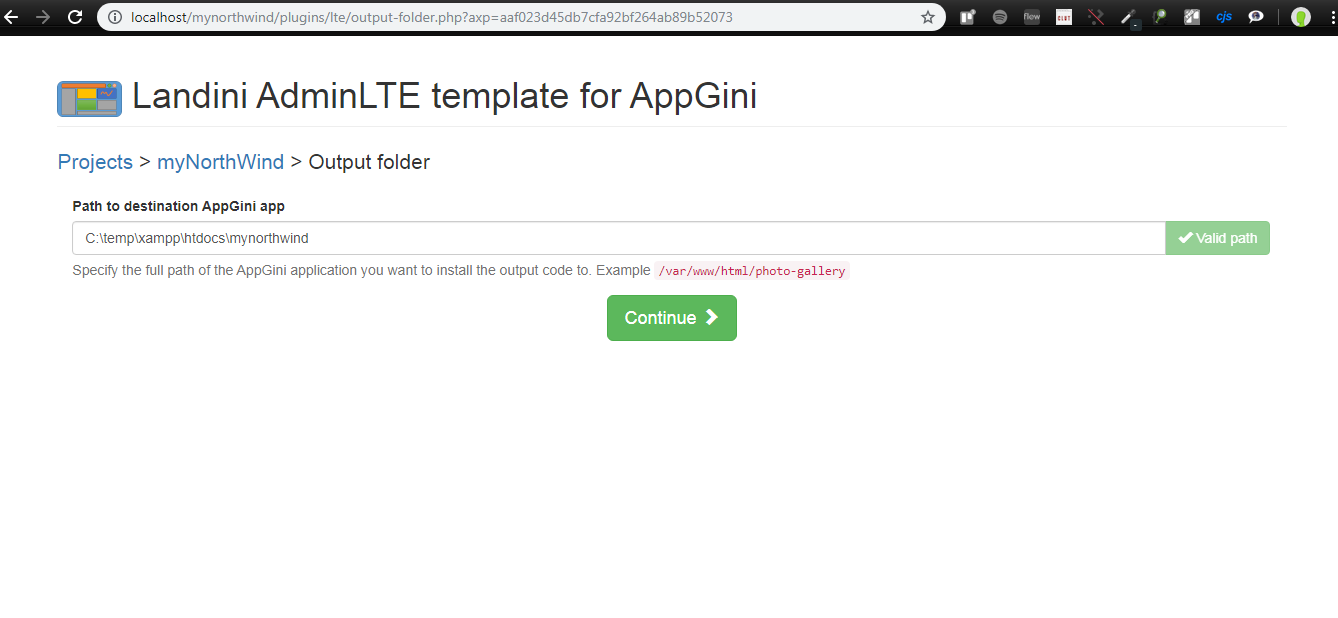 localhost/mynorthwind/plugins/lte/output-folder.php?axp=aaf023d45db7cfa92bf264ab89b52073
flow
cjs
Landini AdminLTE template for AppGini
Projects > myNorthWind > Output folder
Path to destination AppGini app
C:\temp\xampp\htdocs\mynorthwind
Valid path
Specify the full path of the AppGini application you want to install the output code to. Example /var/www/html/photo-gallery
Continue